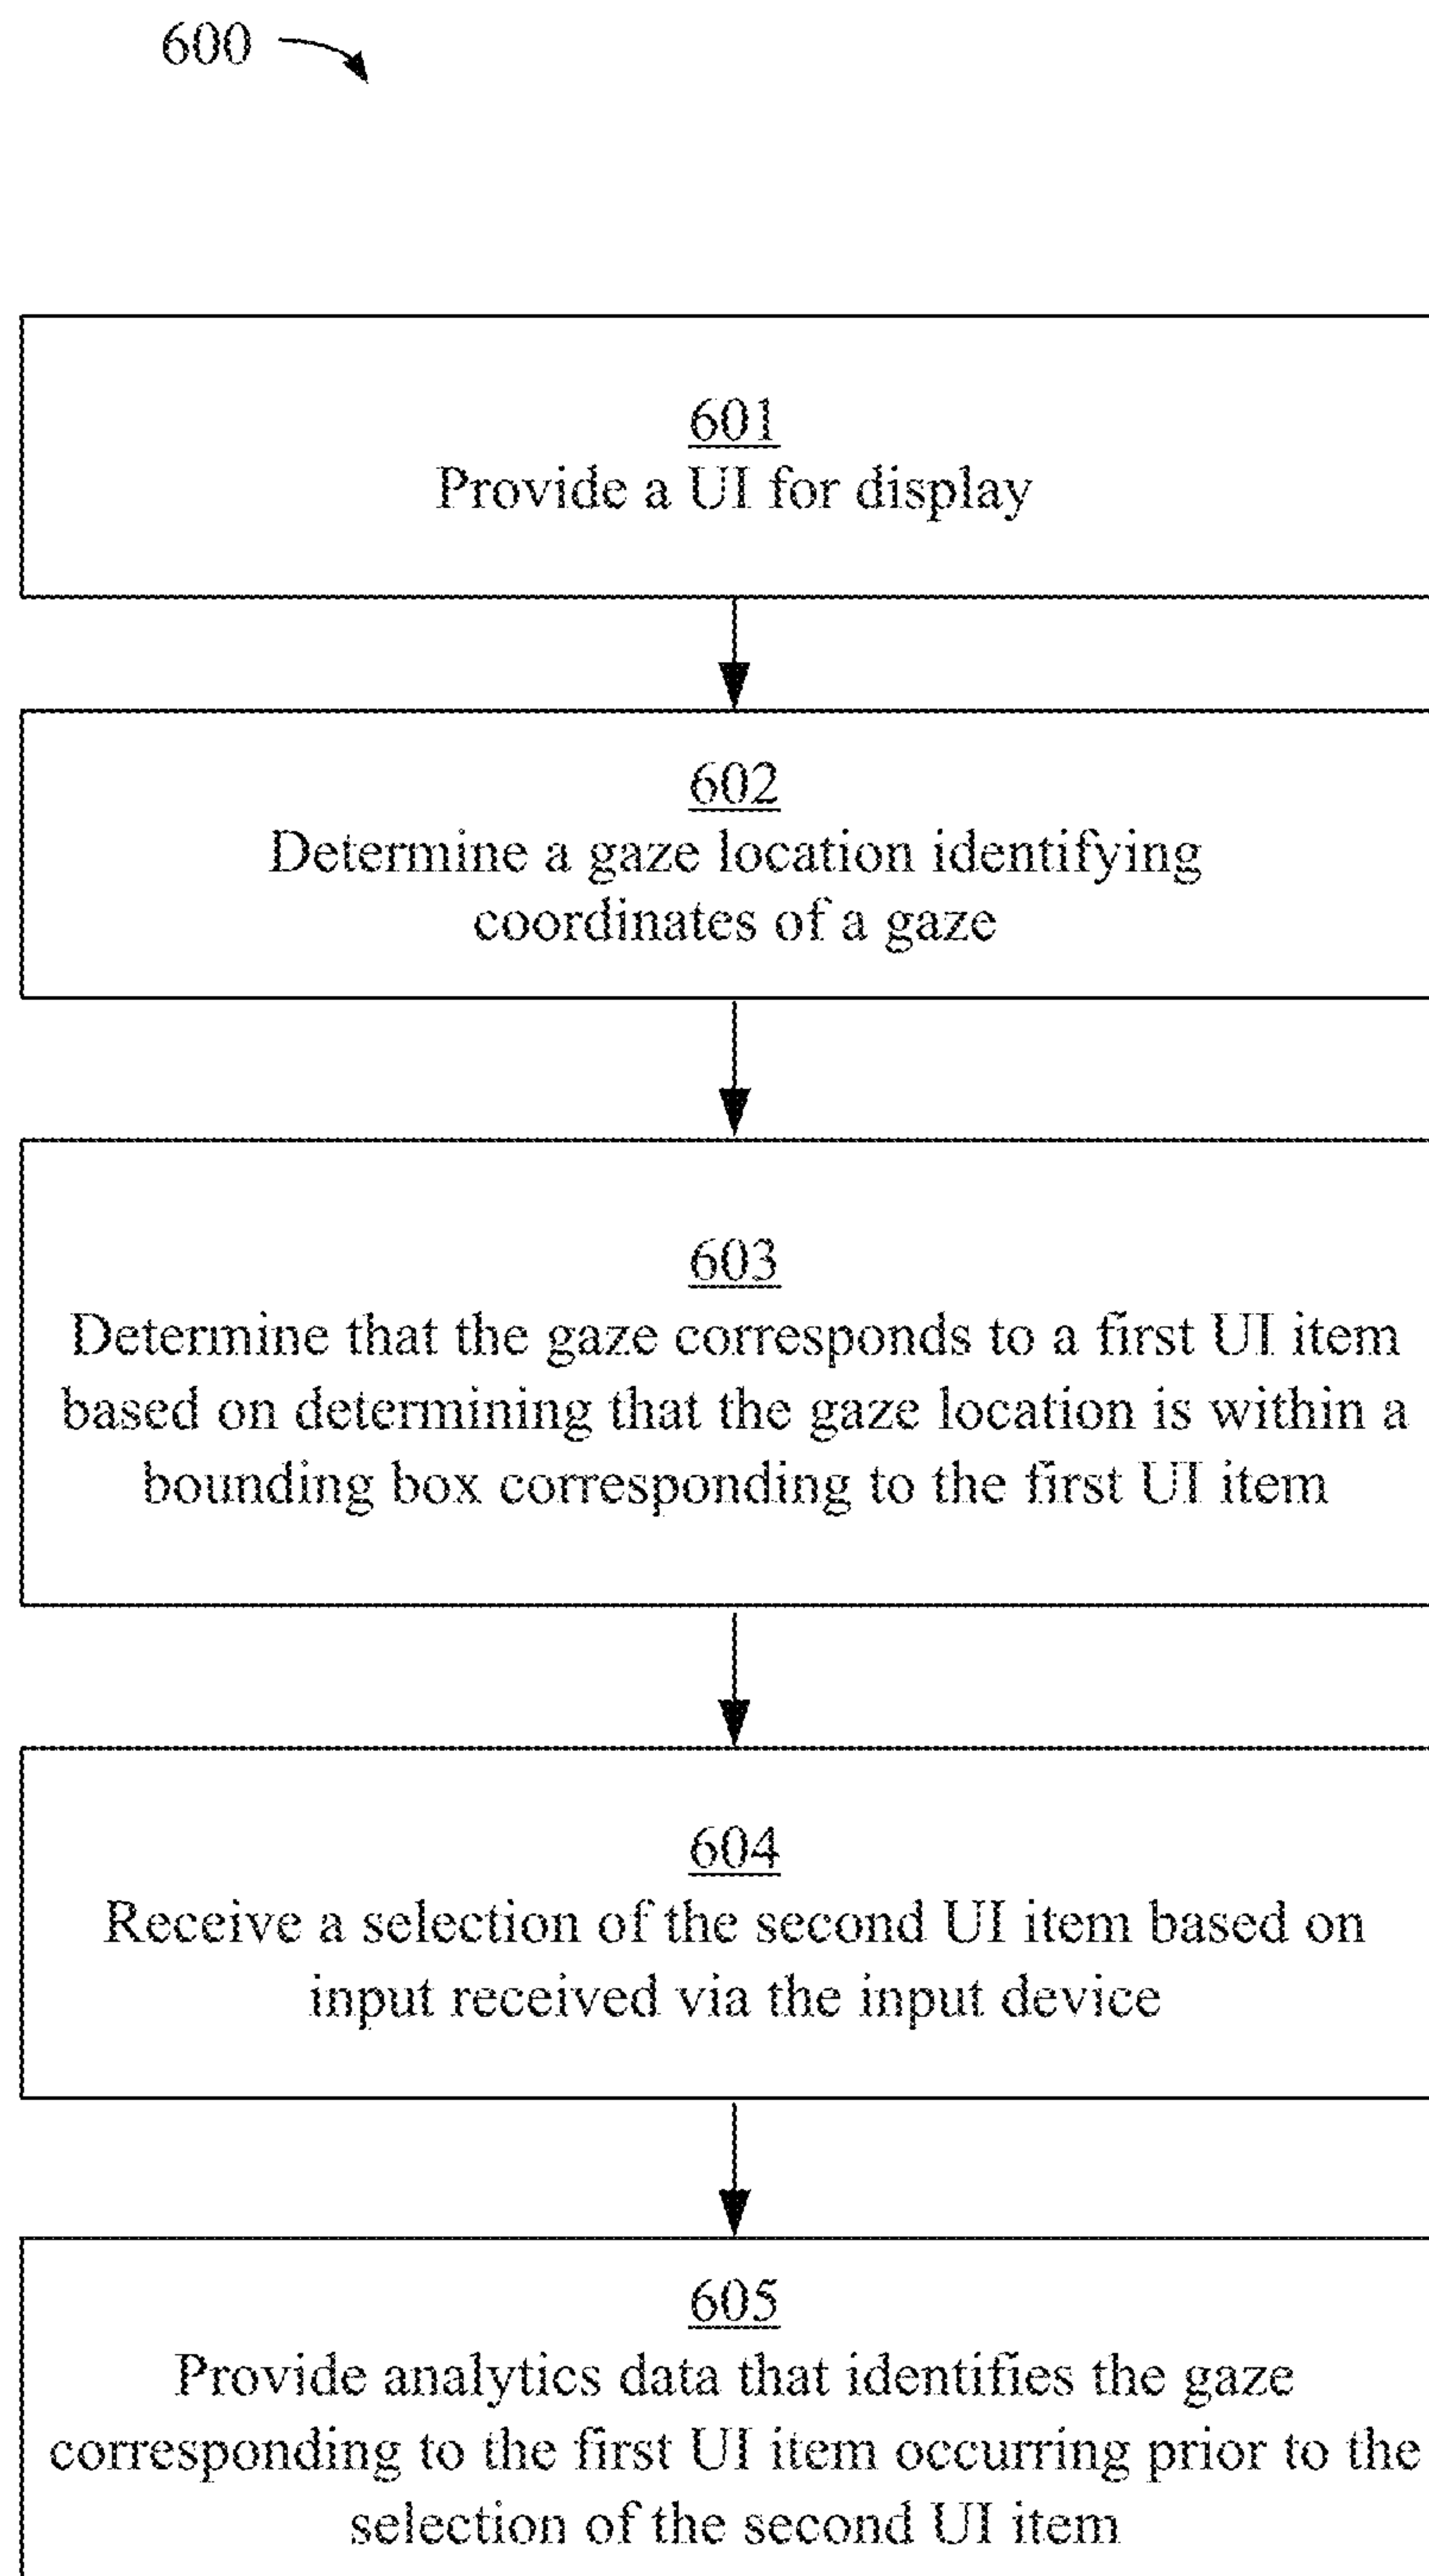 600
601
Provide a UI for display
602
Determine a gaze location identifying
coordinates of a gaze
603
Determine that the gaze corresponds to a first UI item
based on determining that the gaze location is within a
bounding box corresponding to the first UI item
604
Receive a selection of the second UI item based on
input received via the input device
605
Provide analytics data that identifies the gaze
corresponding to the first UI item occurring prior to the
selection of the second UI item